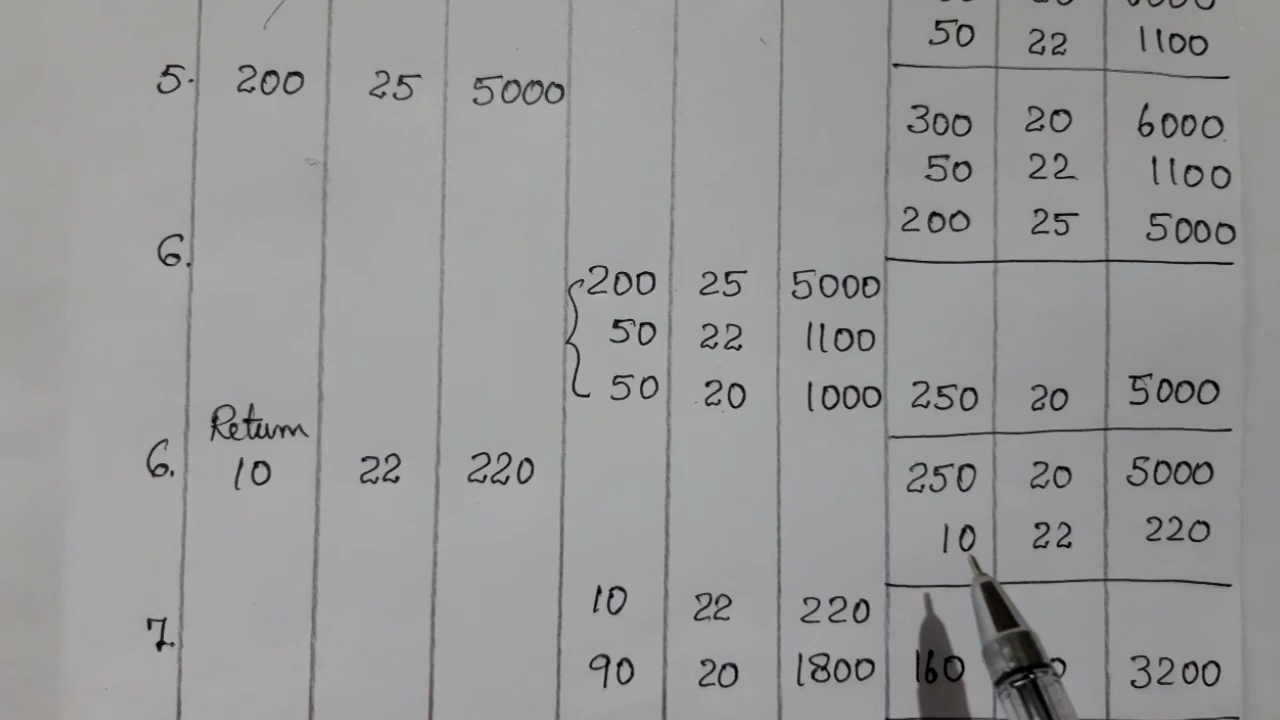 50 22 1100
5. 200 25 5000
300 20 6000
50 22 1100
200 25 5000
6.
200 25 5000
50 22 1100
50 20 1000 250 20 5000
Return
6. 10 22 220 250 20 5000
10 22 220
10 22 220
7.
90 20 1800 160 3200